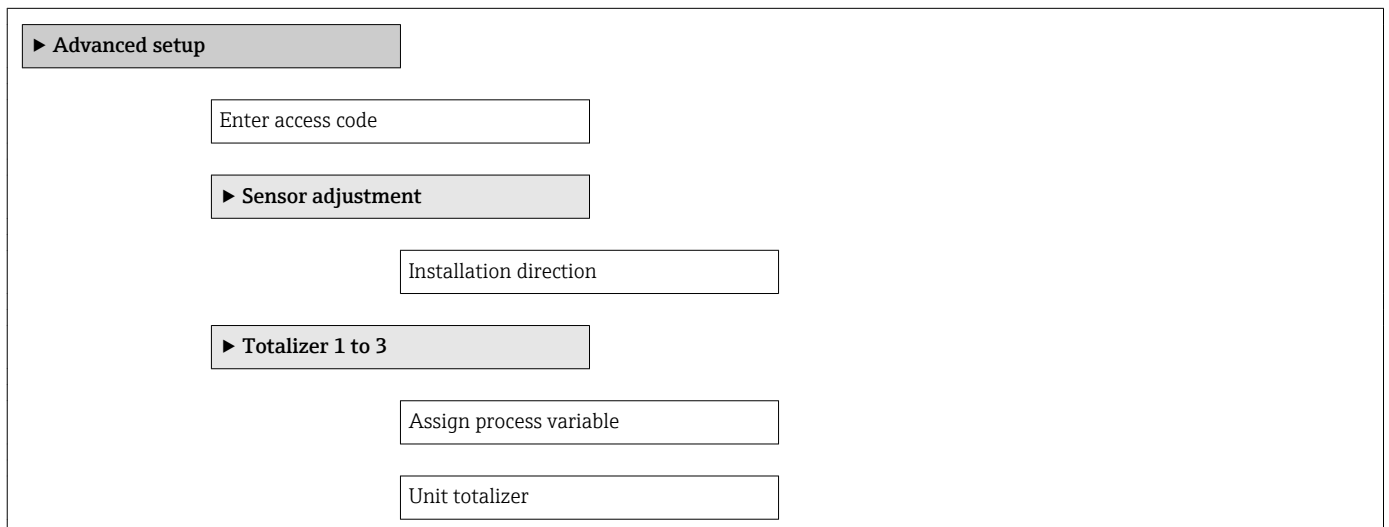 ▶ Advanced setup
Enter access code
▶ Sensor adjustment
Installation direction
▶ Totalizer 1 to 3
Assign process variable
Unit totalizer